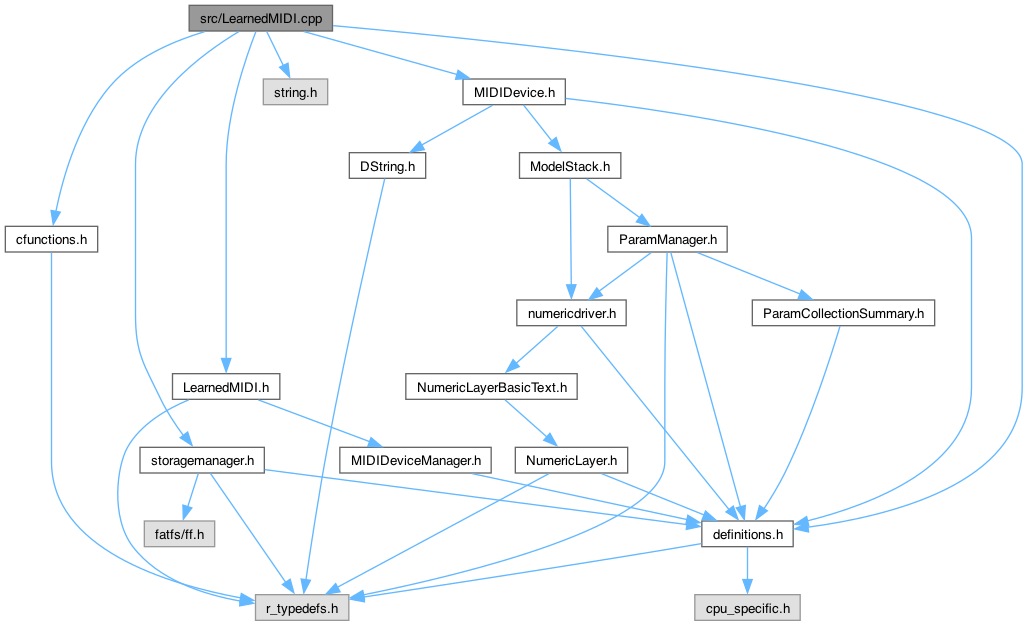 src/LearnedMIDI.cpp
string.h
MIDIDevice.h
DString.h
ModelStack.h
cfunctions.h
ParamManager.h
numericdriver.h
ParamCollectionSummary.h
LearnedMIDI.h
NumericLayerBasicText.h
storagemanager.h
MIDIDeviceManager.h
NumericLayer.h
fatfs/ff.h
definitions.h
r_typedefs.h
cpu_specific.h